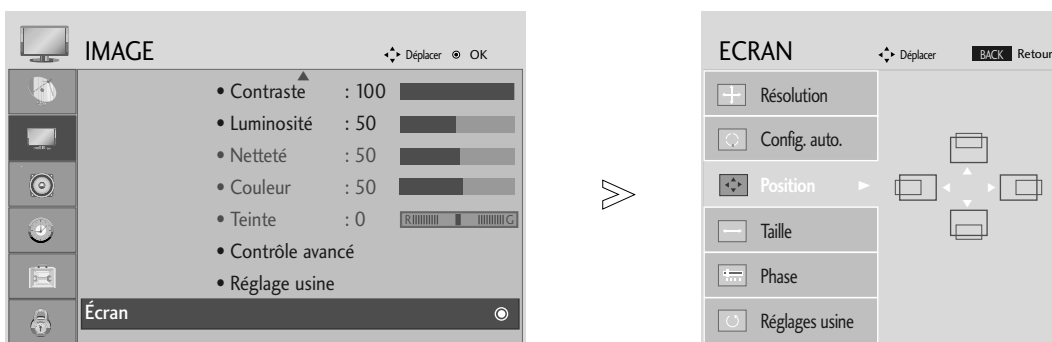 IMAGE
Déplacer OK
• Contraste : 100
• Luminosité : 50
• Netteté : 50
• Couleur : 50
• Teinte : 0 R G
• Contrôle avancé
• Réglage usine
Écran
ECRAN
Déplacer BACK Retour
Résolution
Config. auto.
Position
Taille
Phase
Réglages usine